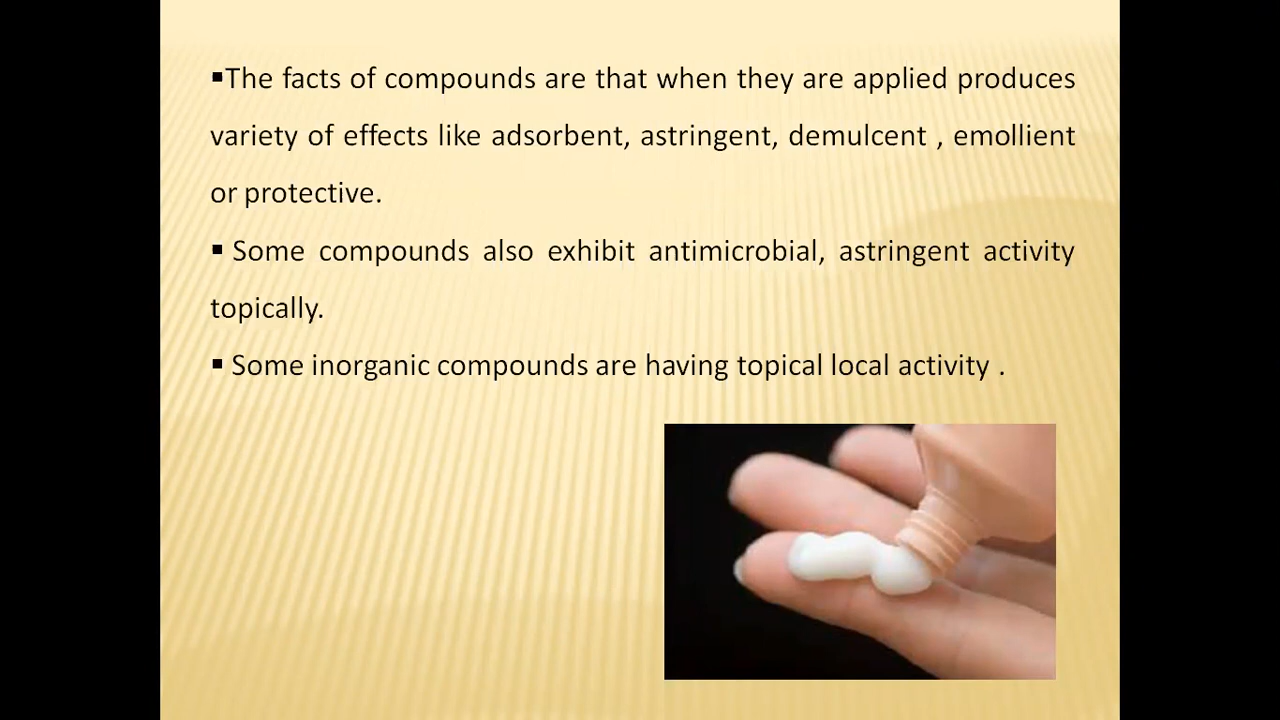 ▪The facts of compounds are that when they are applied produces
variety of effects like adsorbent, astringent, demulcent , emollient
or protective.
▪ Some compounds also exhibit antimicrobial, astringent activity
topically.
▪ Some inorganic compounds are having topical local activity .